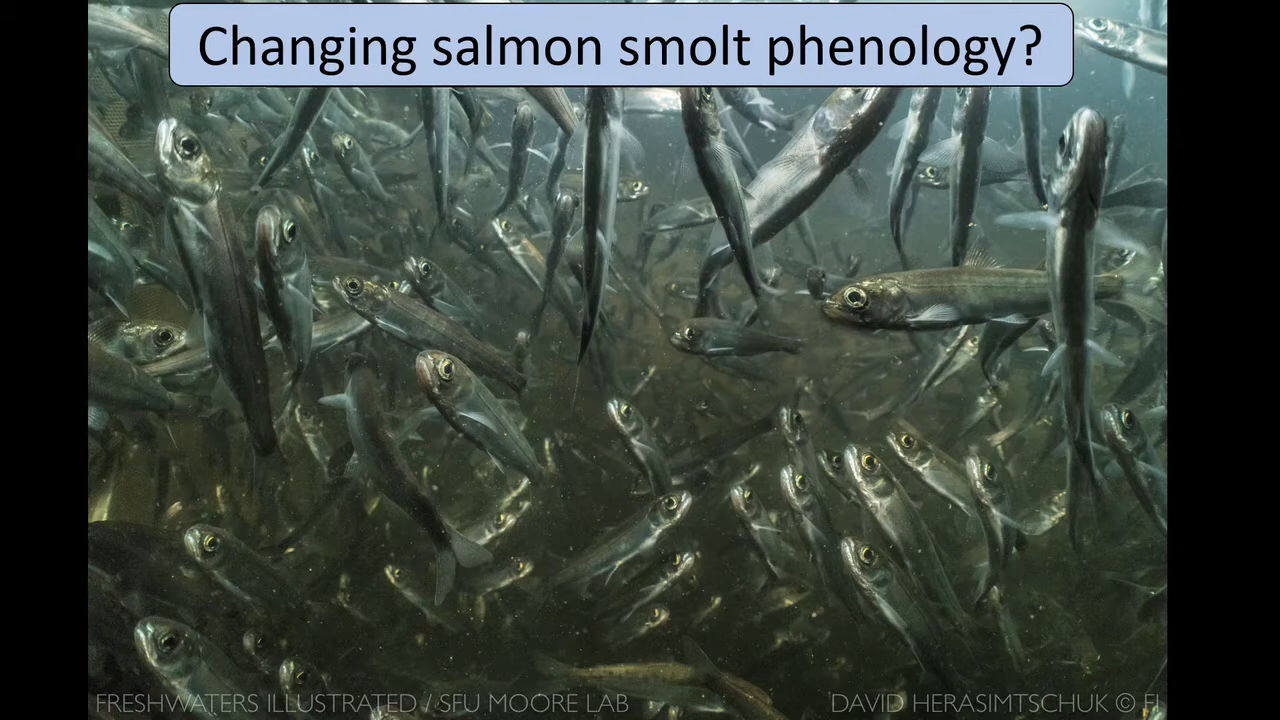 Changing salmon smolt phenology?
FRESHWATERS ILLUSTRATED / SFU MOORE LAB
DAVID HERASIMTSCHUK © FI